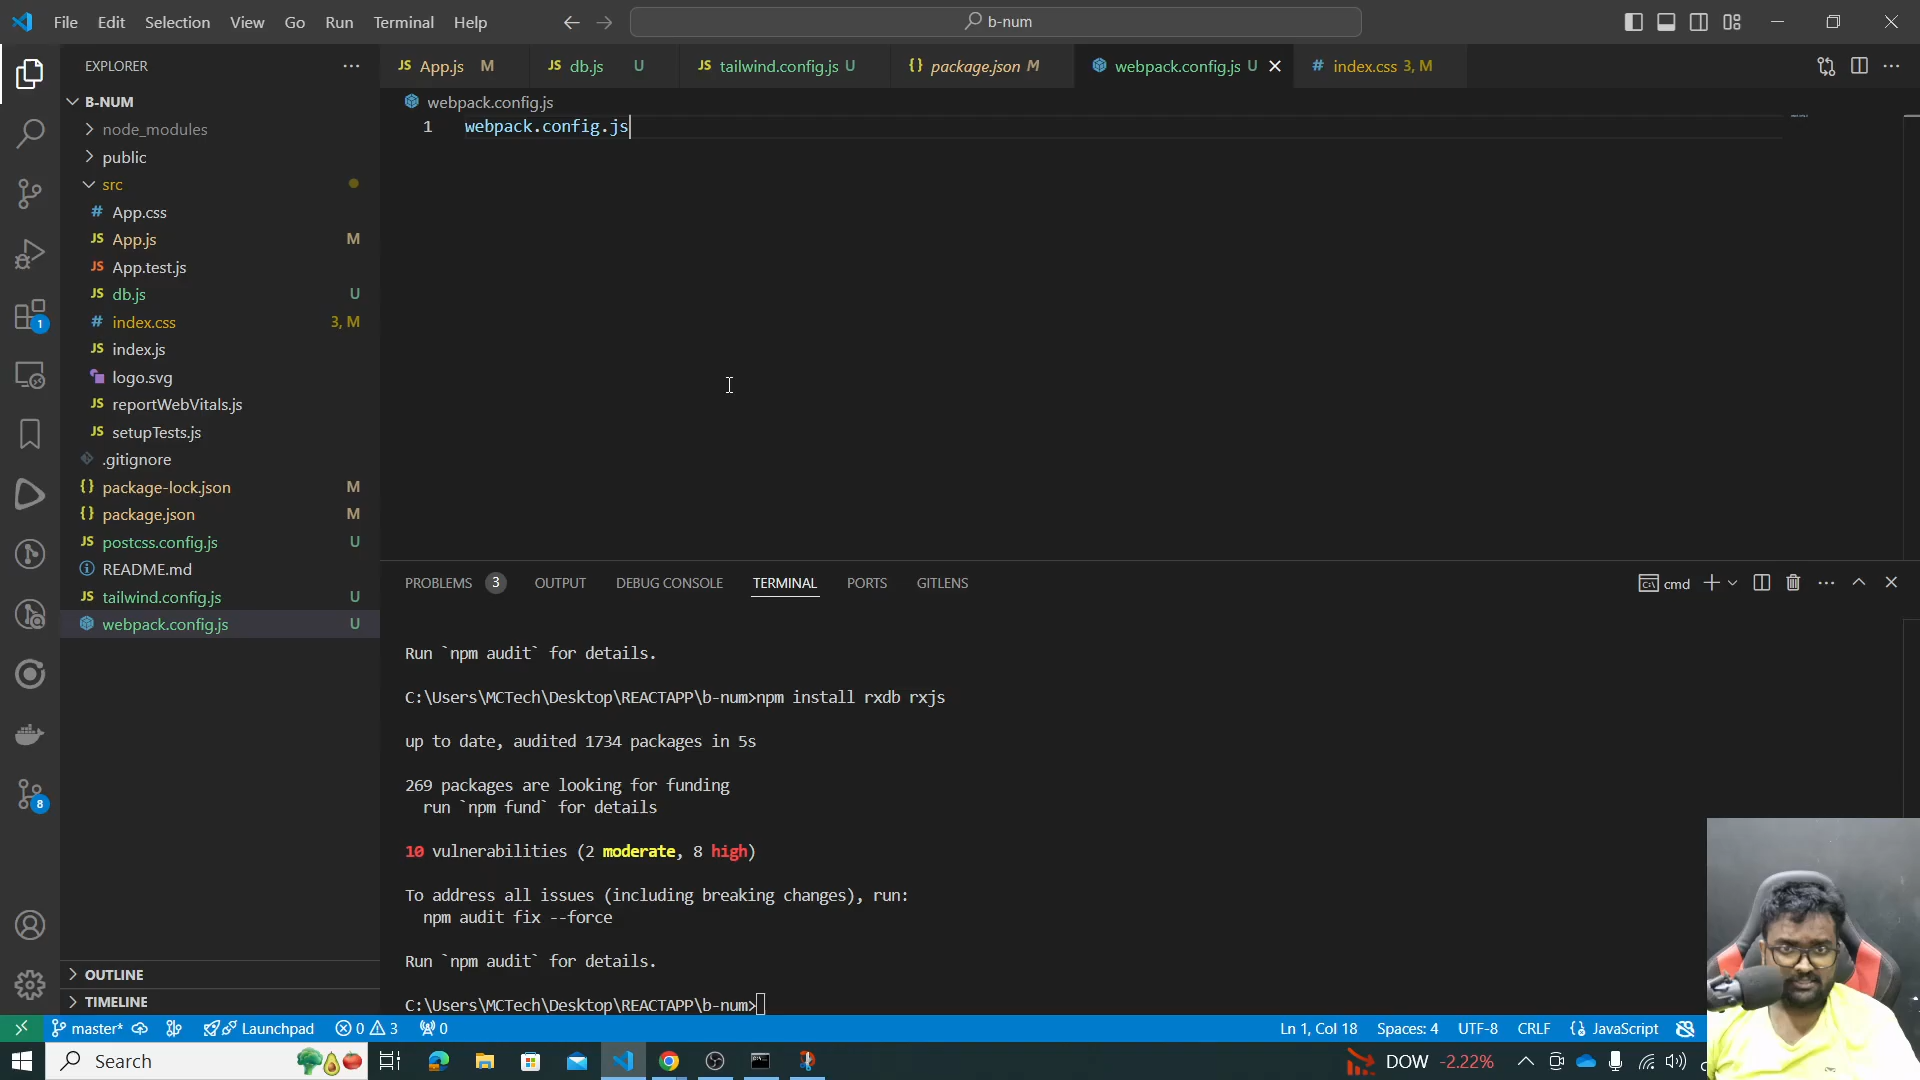 File Edit Selection View Go Run Terminal Help
b-num
EXPLORER
B-NUM
node_modules
public
src
App.css
App.js M
App.test.js
db.js U
index.css 3, M
index.js
logo.svg
reportWebVitals.js
setupTests.js
.gitignore
package-lock.json M
package.json M
postcss.config.js U
README.md
tailwind.config.js U
webpack.config.js U
OUTLINE
TIMELINE
1
8
App.js M db.js U tailwind.config.js U package.json M webpack.config.js U index.css 3, M
webpack.config.js
1 webpack.config.js
PROBLEMS 3 OUTPUT DEBUG CONSOLE TERMINAL PORTS GITLENS
cmd
Run `npm audit` for details.
C:\Users\MCTech\Desktop\REACTAPP\b-num>npm install rxdb rxjs
up to date, audited 1734 packages in 5s
269 packages are looking for funding
run `npm fund` for details
10 vulnerabilities (2 moderate, 8 high)
To address all issues (including breaking changes), run:
npm audit fix --force
Run `npm audit` for details.
C:\Users\MCTech\Desktop\REACTAPP\b-num>
master* Launchpad 0 3 0 Ln 1, Col 18 Spaces: 4 UTF-8 CRLF JavaScript
Search DOW -2.22%